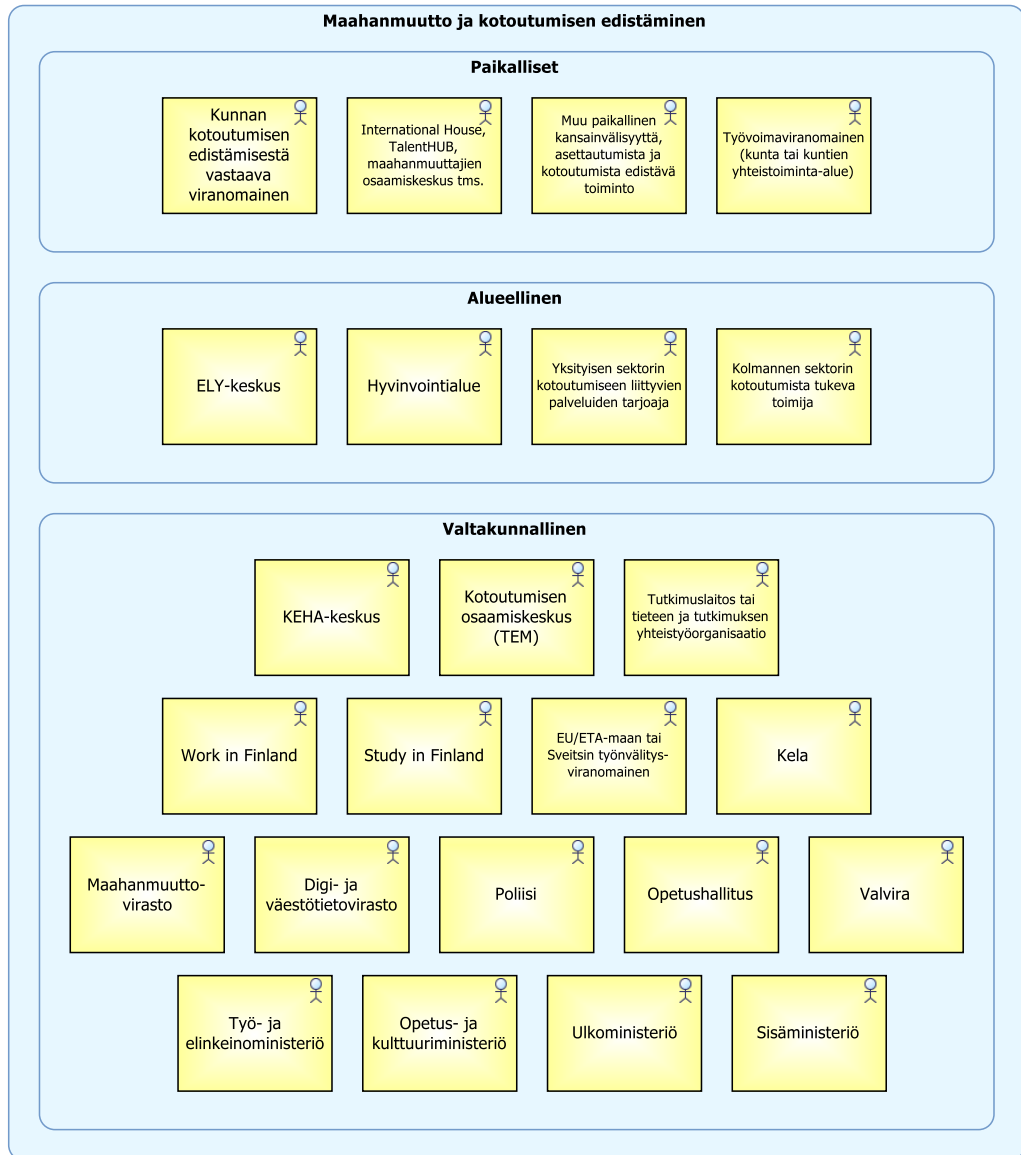 Maahanmuutto ja kotoutumisen edistäminen
Paikalliset
Kunnan
kotoutumisen
edistämisestä
vastaava
viranomainen
International House,
TalentHUB,
maahanmuuttajien
osaamiskeskus tms.
Muu paikallinen
kansainvälisyyttä,
asettautumista ja
kotoutumista edistävä
toiminto
Työvoimaviranomainen
(kunta tai kuntien
yhteistoiminta-alue)
Alueellinen
ELY-keskus
Hyvinvointialue
Yksityisen sektorin
kotoutumiseen liittyvien
palveluiden tarjoaja
Kolmannen sektorin
kotoutumista tukeva
toimija
Valtakunnallinen
KEHA-keskus
Kotoutumisen
osaamiskeskus
(TEM)
Tutkimuslaitos tai
tieteen ja tutkimuksen
yhteistyöorganisaatio
Work in Finland
Study in Finland
EU/ETA-maan tai
Sveitsin työnvälitys-
viranomainen
Kela
Maahanmuutto-
virasto
Digi- ja
väestötietovirasto
Poliisi
Opetushallitus
Valvira
Työ- ja
elinkeinoministeriö
Opetus- ja
kulttuuriministeriö
Ulkoministeriö
Sisäministeriö